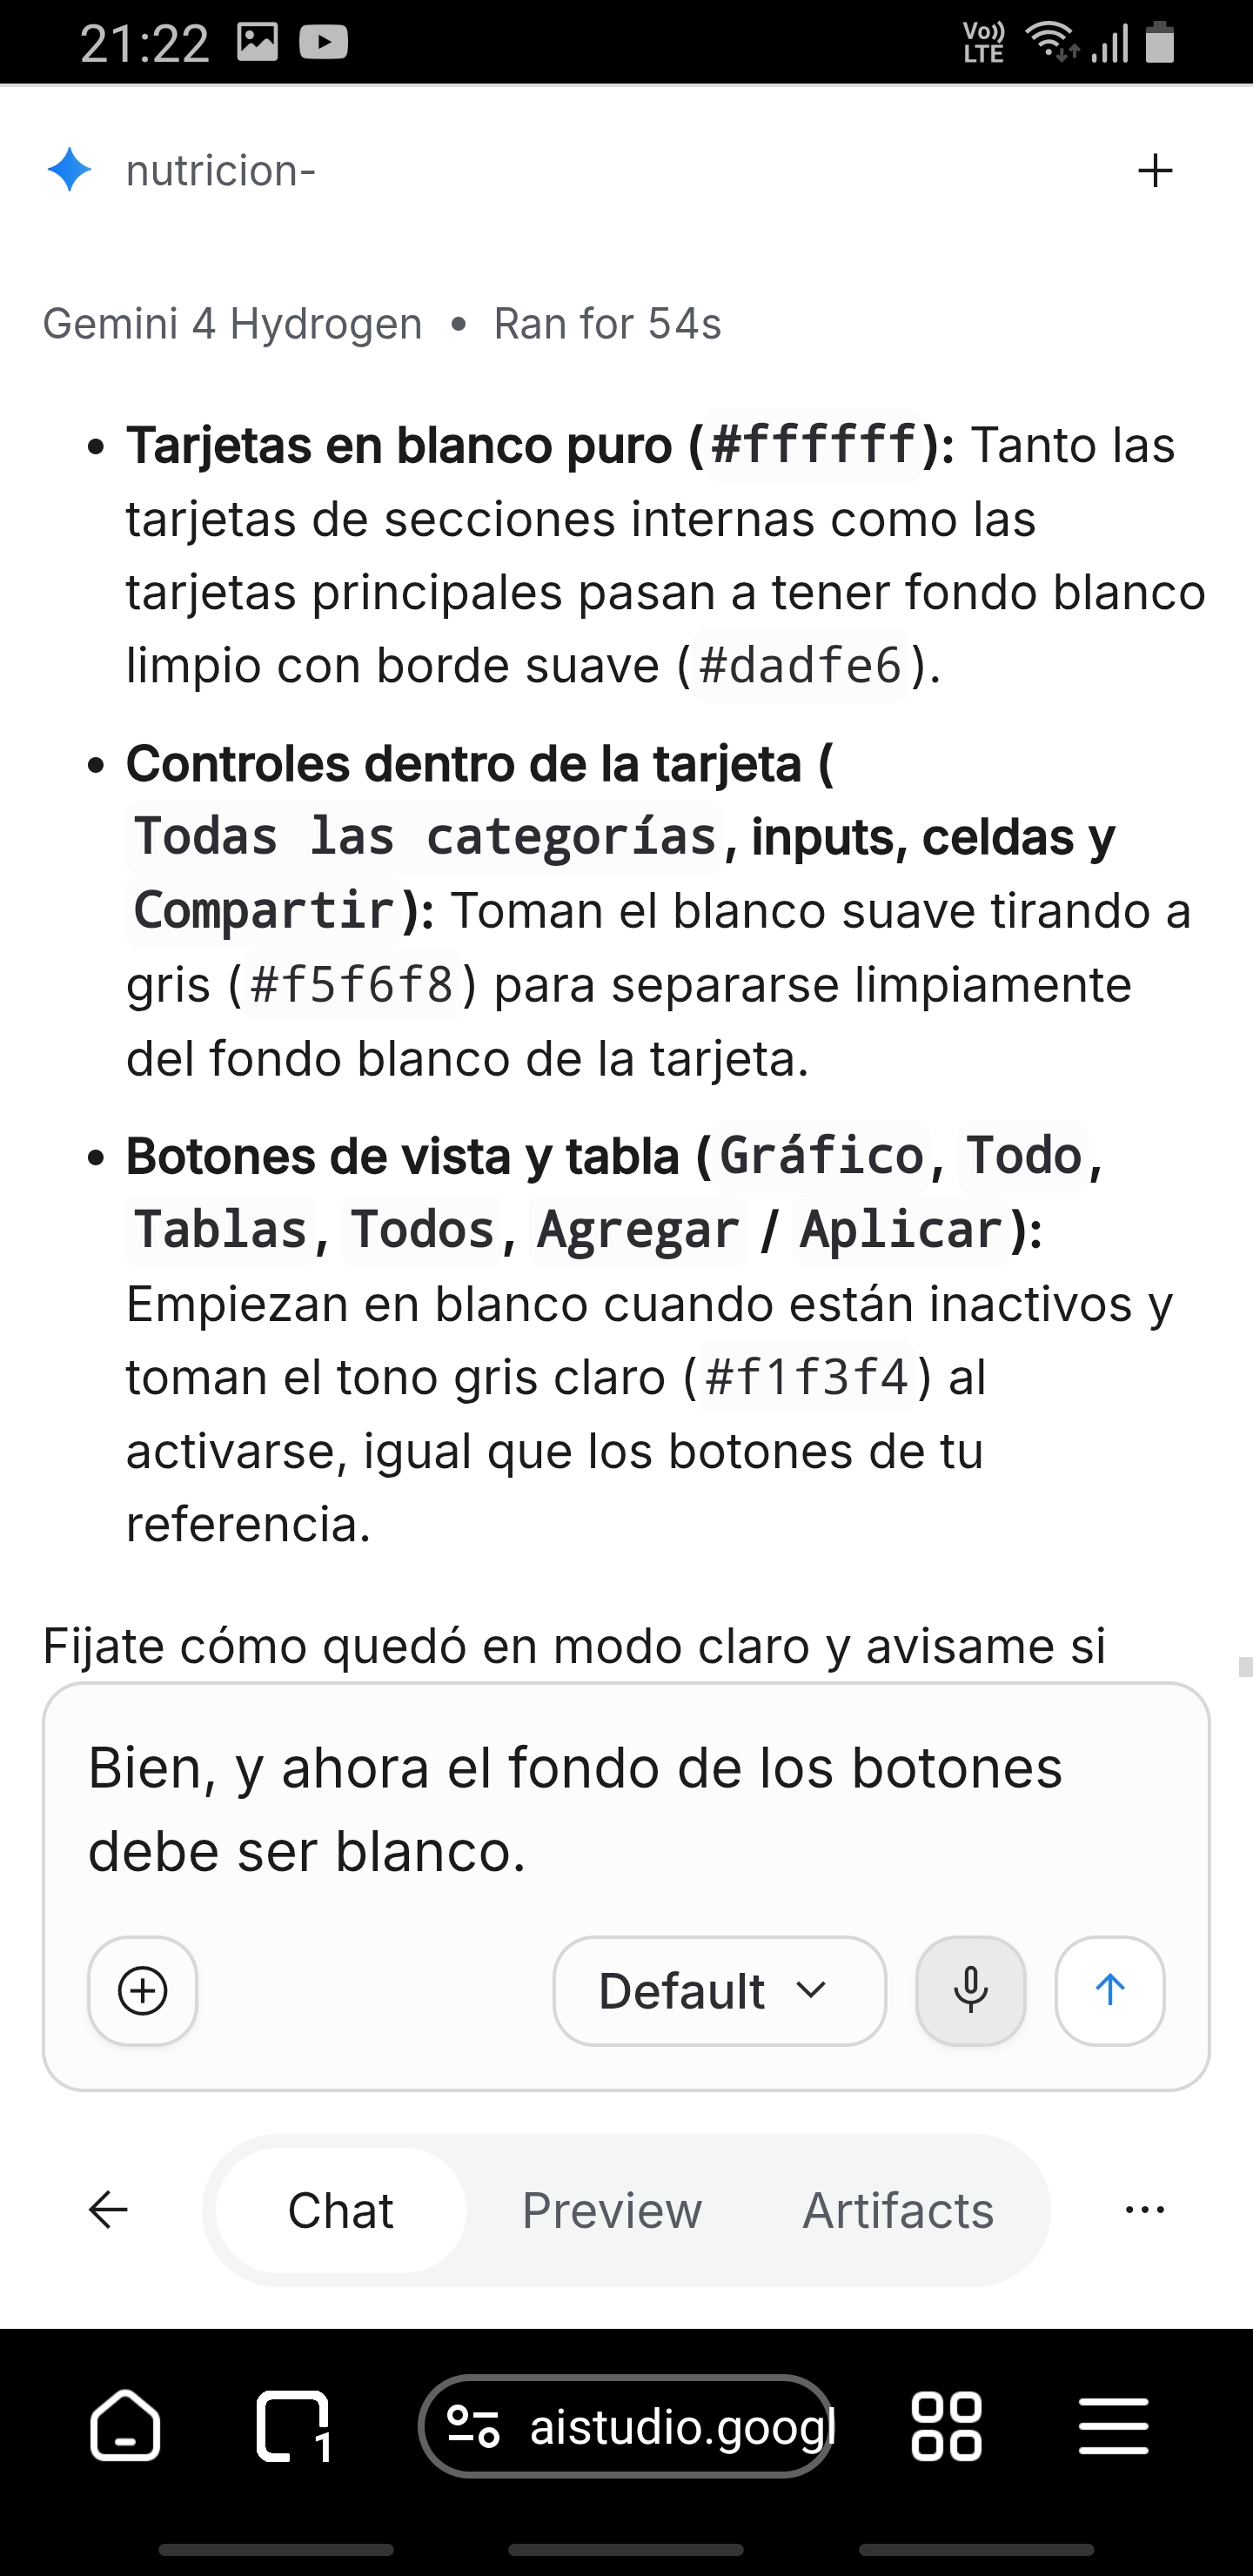 21:22
Vo)) LTE
nutricion-
Gemini 4 Hydrogen • Ran for 54s
• Tarjetas en blanco puro (#ffffff): Tanto las
tarjetas de secciones internas como las
tarjetas principales pasan a tener fondo blanco
limpio con borde suave (#dadfe6).
• Controles dentro de la tarjeta (
Todas las categorías, inputs, celdas y
Compartir): Toman el blanco suave tirando a
gris (#f5f6f8) para separarse limpiamente
del fondo blanco de la tarjeta.
• Botones de vista y tabla (Gráfico, Todo,
Tablas, Todos, Agregar / Aplicar):
Empiezan en blanco cuando están inactivos y
toman el tono gris claro (#f1f3f4) al
activarse, igual que los botones de tu
referencia.
Fijate cómo quedó en modo claro y avisame si
Bien, y ahora el fondo de los botones
debe ser blanco.
Default
Chat Preview Artifacts
1
aistudio.googl